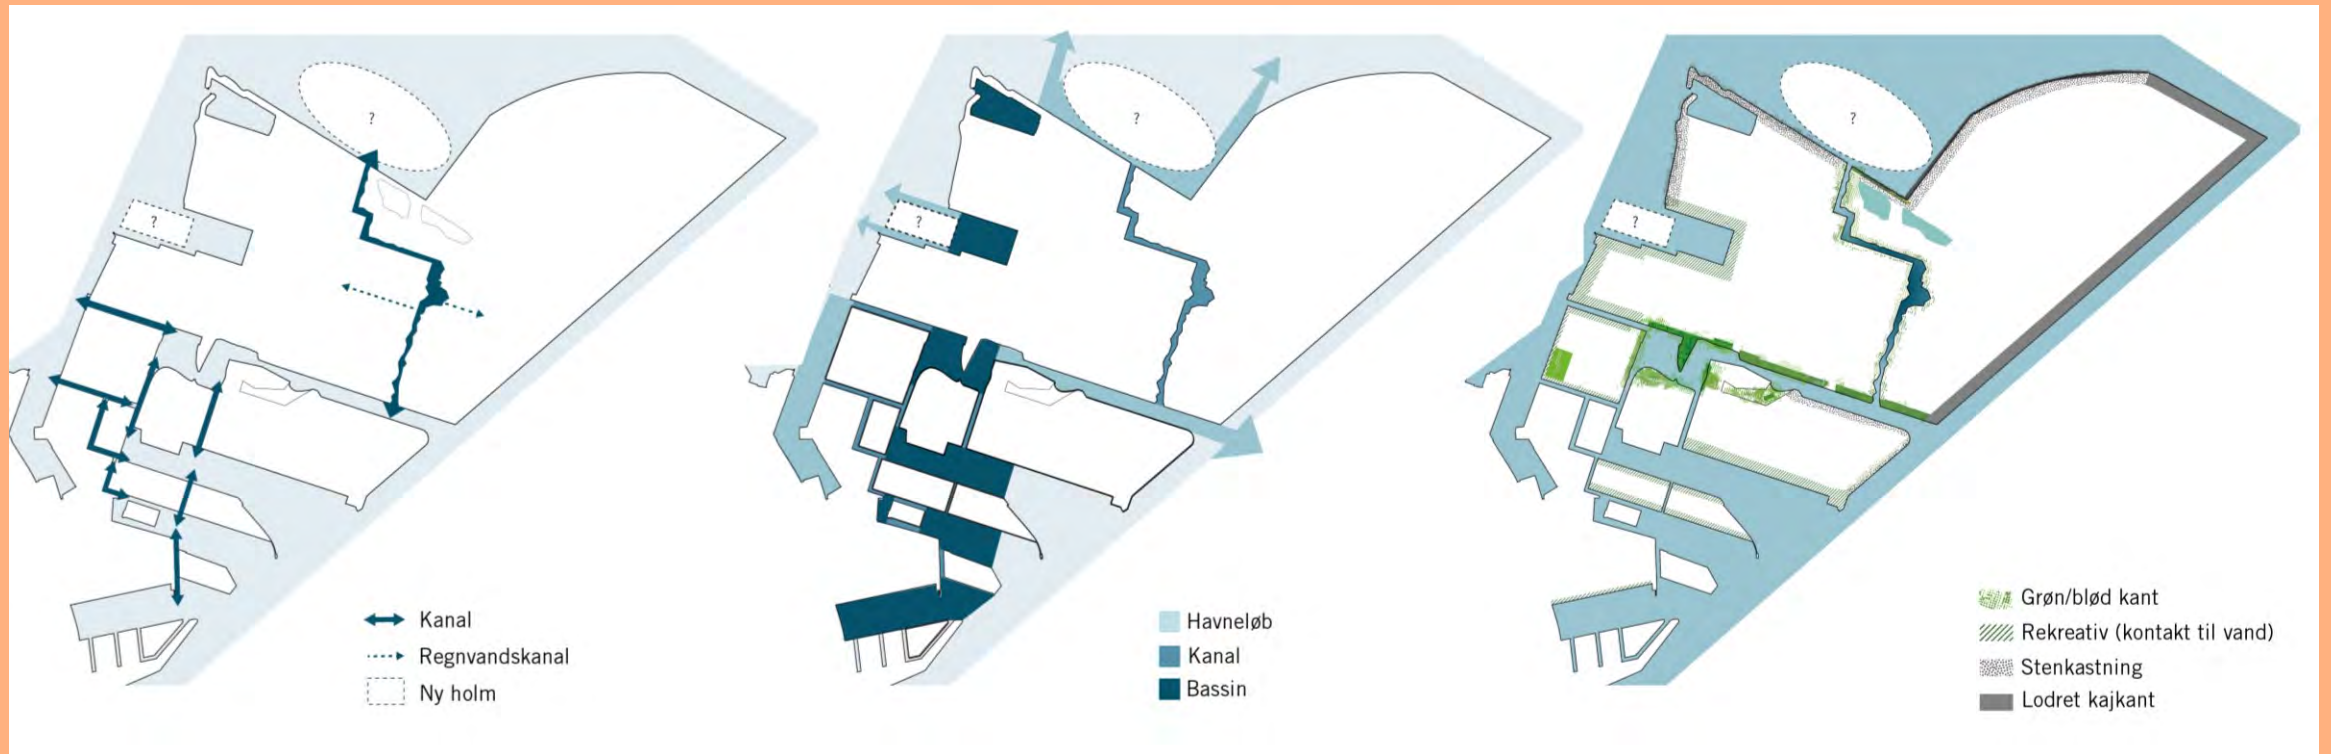 ?
?
Kanal
Regnvandskanal
Ny holm
?
?
Havneløb
Kanal
Bassin
?
?
Grøn/blød kant
Rekreativ (kontakt til vand)
Stenkastning
Lodret kajkant